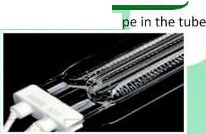 pe in the tube